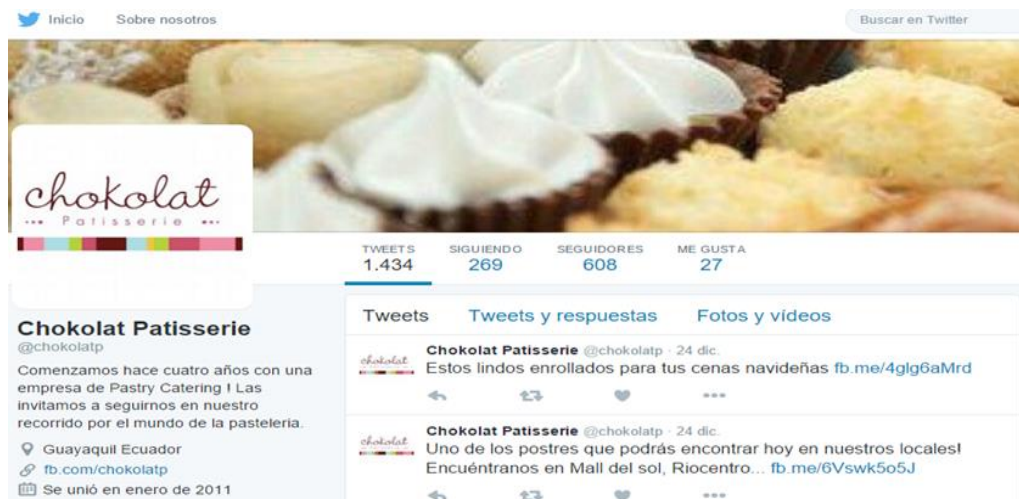 Inicio Sobre nosotros Buscar en Twitter
chokolat
Patisserie
TWEETS SIGUIENDO SEGUIDORES ME GUSTA
1.434 269 608 27
Chokolat Patisserie
@chokolatp
Comenzamos hace cuatro años con una
empresa de Pastry Catering ! Las
invitamos a seguirnos en nuestro
recorrido por el mundo de la pasteleria.
Guayaquil Ecuador
fb.com/chokolatp
Se unió en enero de 2011
Tweets Tweets y respuestas Fotos y vídeos
chokolat
Chokolat Patisserie @chokolatp · 24 dic.
Estos lindos enrollados para tus cenas navideñas fb.me/4glg6aMrd
chokolat
Chokolat Patisserie @chokolatp · 24 dic.
Uno de los postres que podrás encontrar hoy en nuestros locales!
Encuéntranos en Mall del sol, Riocentro... fb.me/6Vswk5o5J